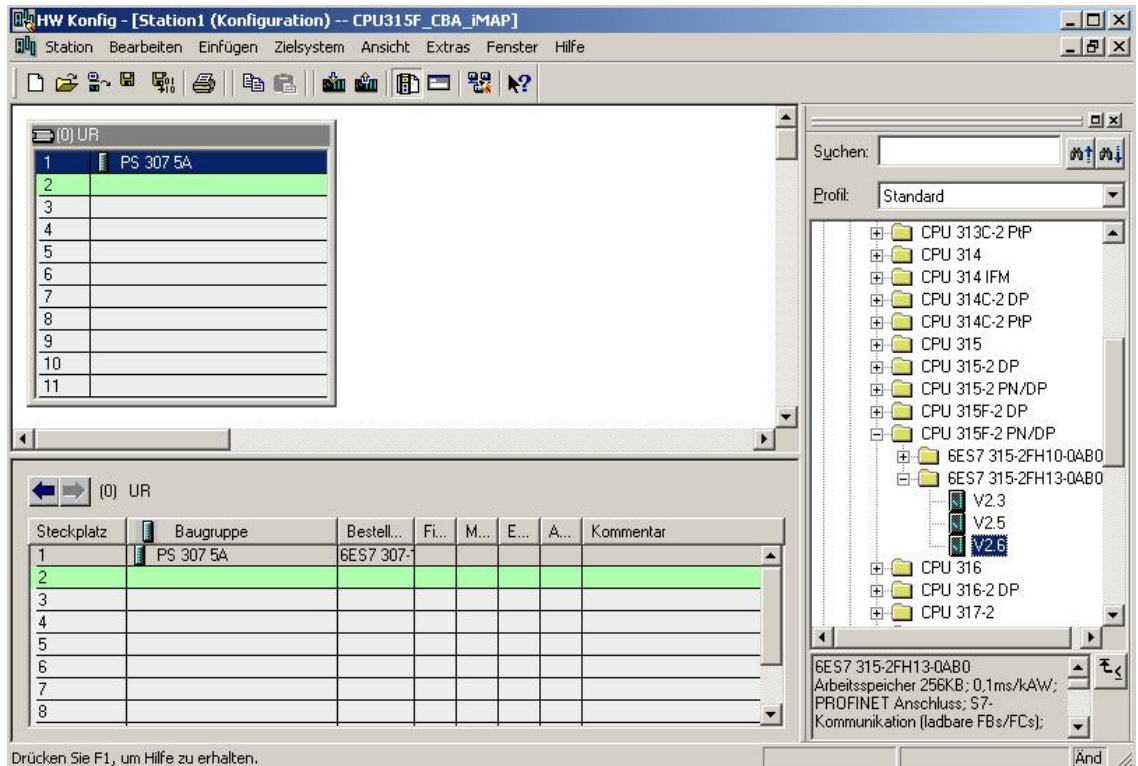 HW Konfig - [Station1 (Konfiguration) -- CPU315F_CBA_iMAP]
Station Bearbeiten Einfügen Zielsystem Ansicht Extras Fenster Hilfe
(0) UR
1 PS 307 5A
2
3
4
5
6
7
8
9
10
11
Suchen:
Profil: Standard
CPU 313C-2 PtP
CPU 314
CPU 314 IFM
CPU 314C-2 DP
CPU 314C-2 PtP
CPU 315
CPU 315-2 DP
CPU 315-2 PN/DP
CPU 315F-2 DP
CPU 315F-2 PN/DP
6ES7 315-2FH10-0AB0
6ES7 315-2FH13-0AB0
V2.3
V2.5
V2.6
CPU 316
CPU 316-2 DP
CPU 317-2
6ES7 315-2FH13-0AB0
Arbeitsspeicher 256KB; 0,1ms/kAW;
PROFINET Anschluss; S7-
Kommunikation (ladbare FBs/FCs);
(0) UR
Steckplatz Baugruppe Bestell... Fi... M... E... A... Kommentar
1 PS 307 5A 6ES7 307-1
2
3
4
5
6
7
8
Drücken Sie F1, um Hilfe zu erhalten. Änd